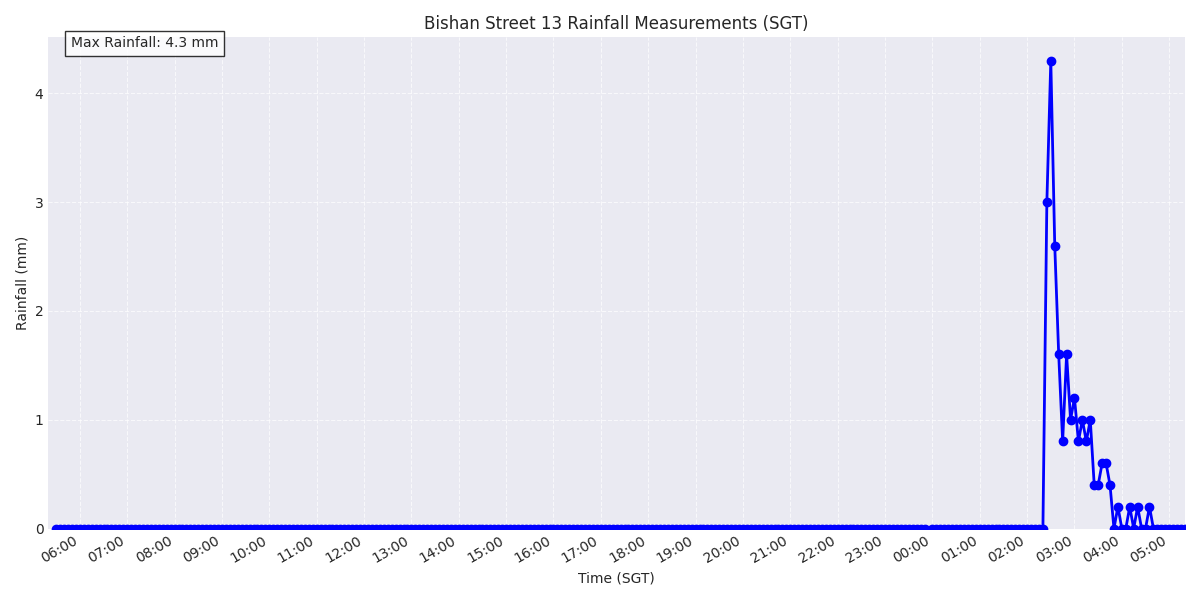 Bishan Street 13 Rainfall Measurements (SGT)
Max Rainfall: 4.3 mm
4
3
2
1
0
Rainfall (mm)
06:00 07:00 08:00 09:00 10:00 11:00 12:00 13:00 14:00 15:00 16:00 17:00 18:00 19:00 20:00 21:00 22:00 23:00 00:00 01:00 02:00 03:00 04:00 05:00
Time (SGT)